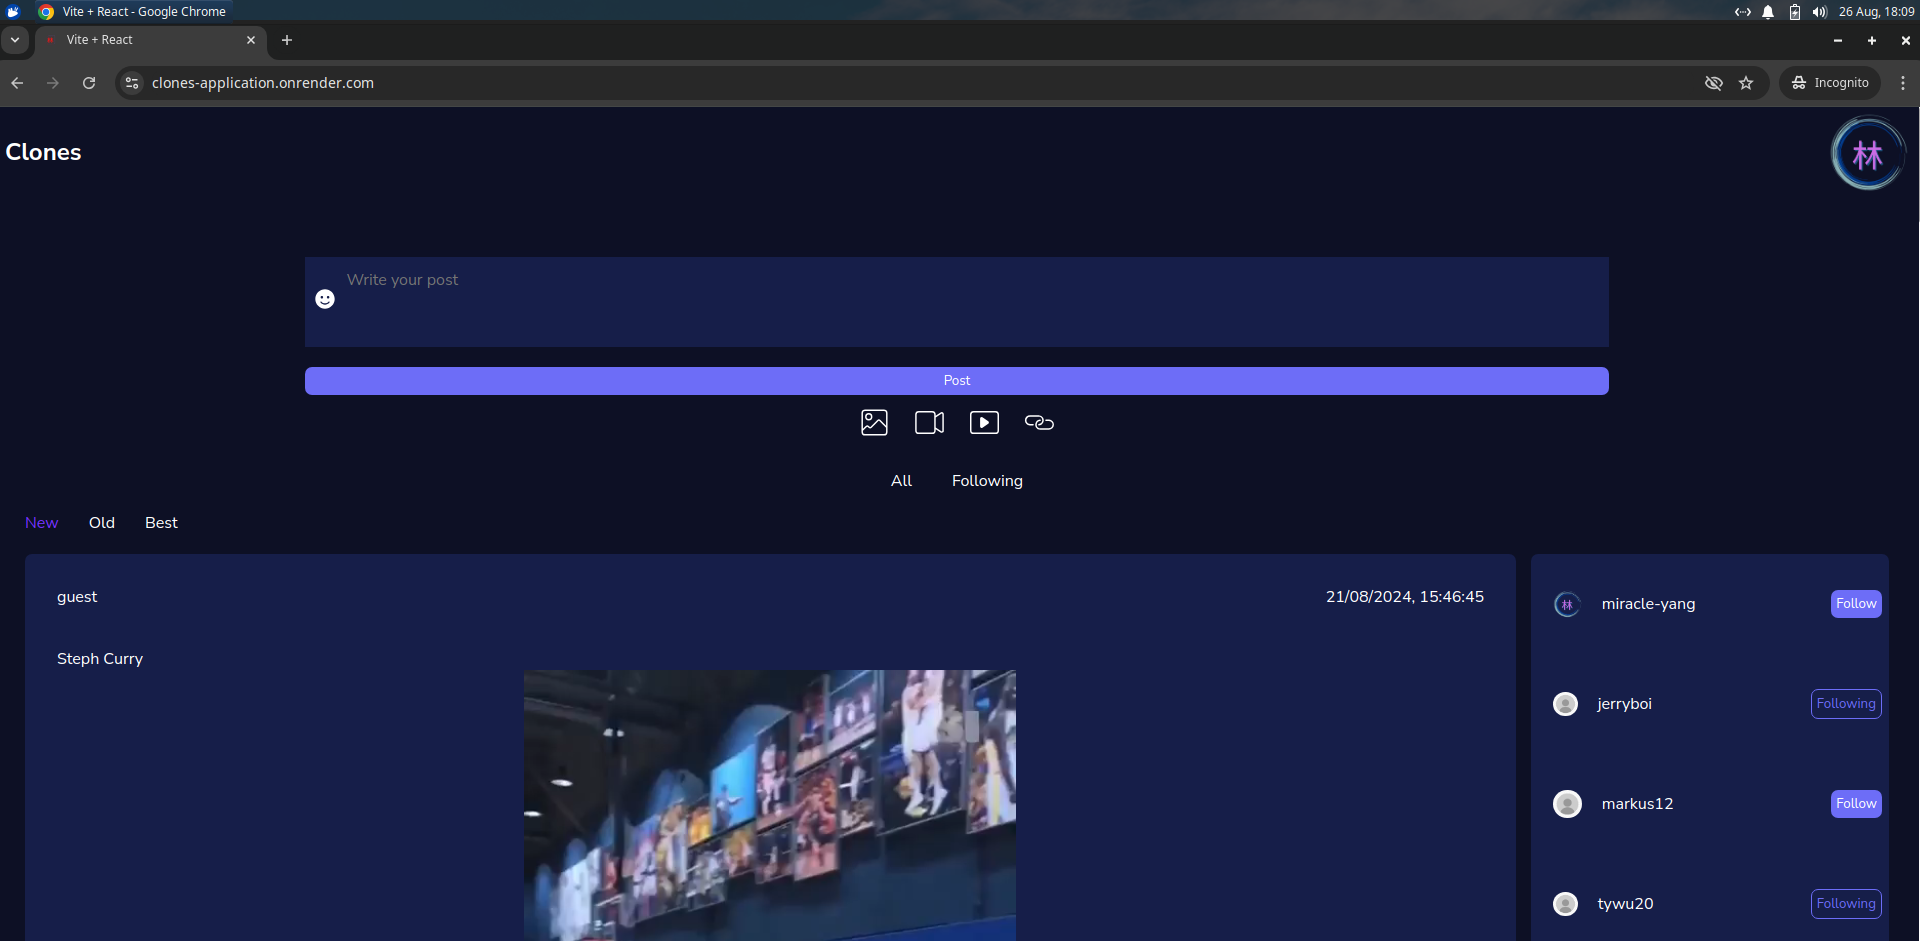 Vite + React - Google Chrome
26 Aug, 18:09
Vite + React
clones-application.onrender.com
Incognito
Clones
林
Write your post
Post
All Following
New Old Best
guest 21/08/2024, 15:46:45
Steph Curry
林 miracle-yang Follow
jerryboi Following
markus12 Follow
tywu20 Following